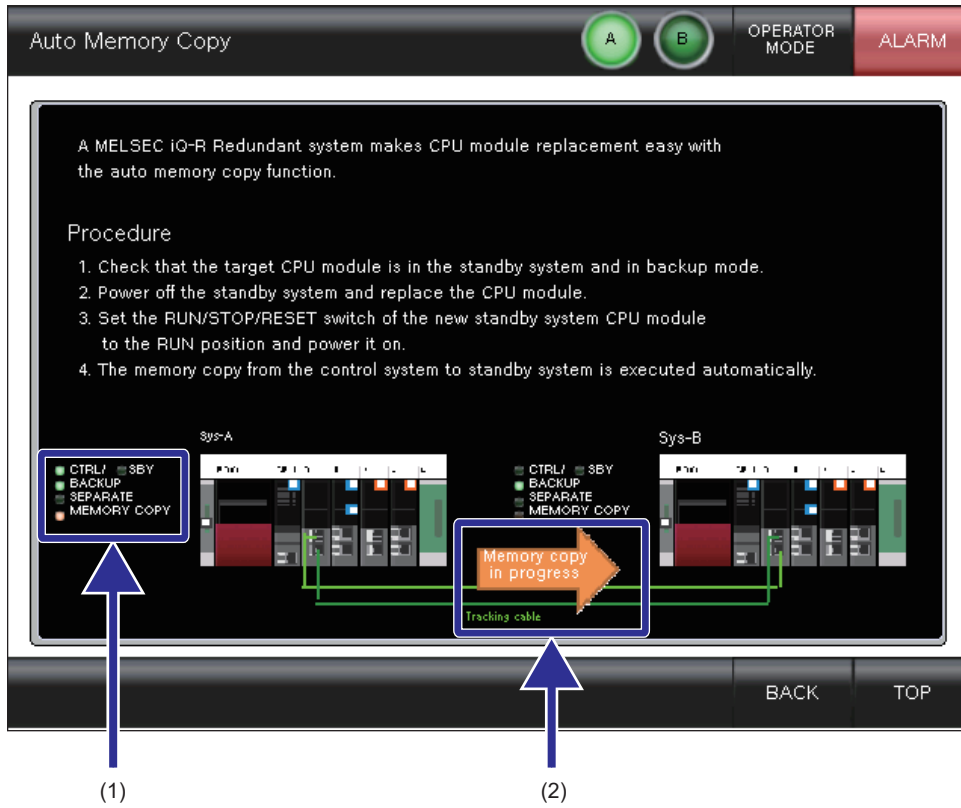 Auto Memory Copy
A
B
OPERATOR
MODE
ALARM
A MELSEC iQ-R Redundant system makes CPU module replacement easy with
the auto memory copy function.
Procedure
1. Check that the target CPU module is in the standby system and in backup mode.
2. Power off the standby system and replace the CPU module.
3. Set the RUN/STOP/RESET switch of the new standby system CPU module
to the RUN position and power it on.
4. The memory copy from the control system to standby system is executed automatically.
Sys-A
Sys-B
CTRL/ SBY
BACKUP
SEPARATE
MEMORY COPY
CTRL/ SBY
BACKUP
SEPARATE
MEMORY COPY
Memory copy
in progress
Tracking cable
BACK
TOP
(1)
(2)